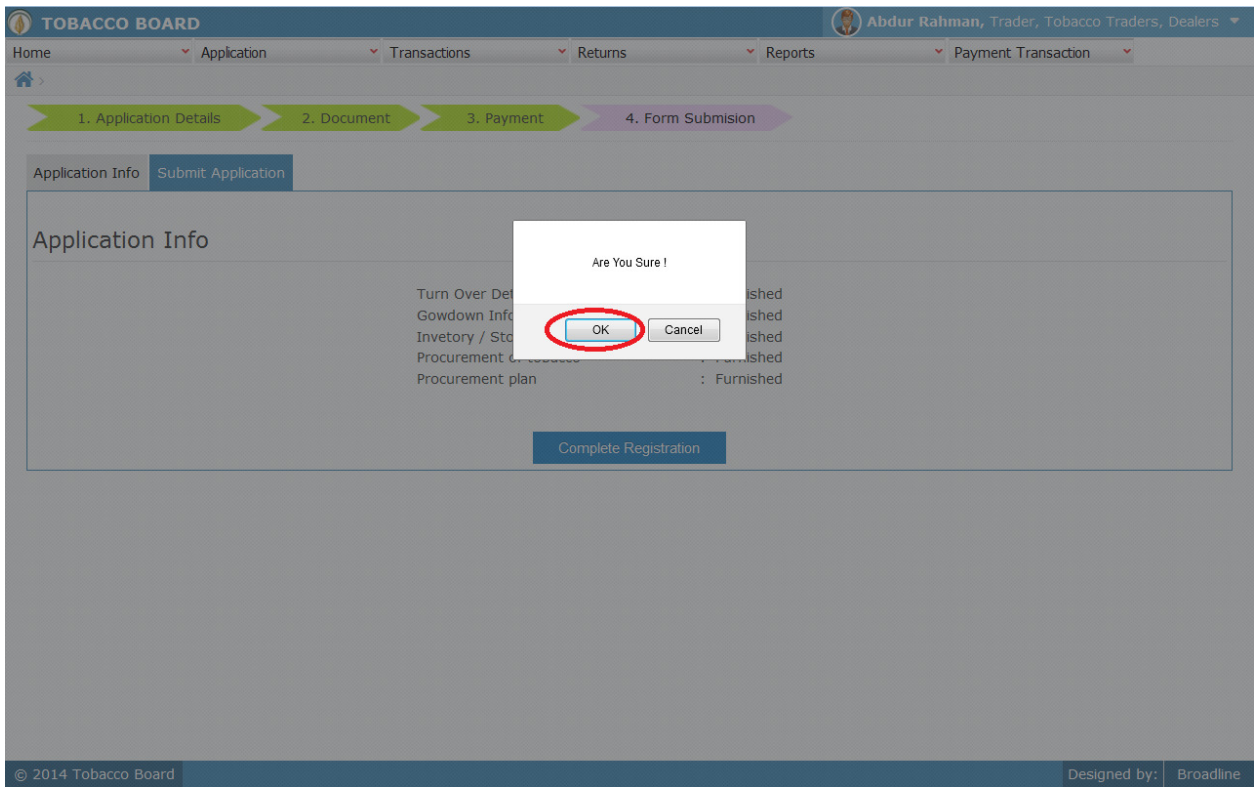 TOBACCO BOARD
Abdur Rahman, Trader, Tobacco Traders, Dealers
Home Application Transactions Returns Reports Payment Transaction
1. Application Details 2. Document 3. Payment 4. Form Submision
Application Info Submit Application
Application Info
Are You Sure !
OK Cancel
Turn Over Det ished
Gowdown Info ished
Invetory / Sto ished
Procurement of tobacco : Furnished
Procurement plan : Furnished
Complete Registration
© 2014 Tobacco Board Designed by: Broadline